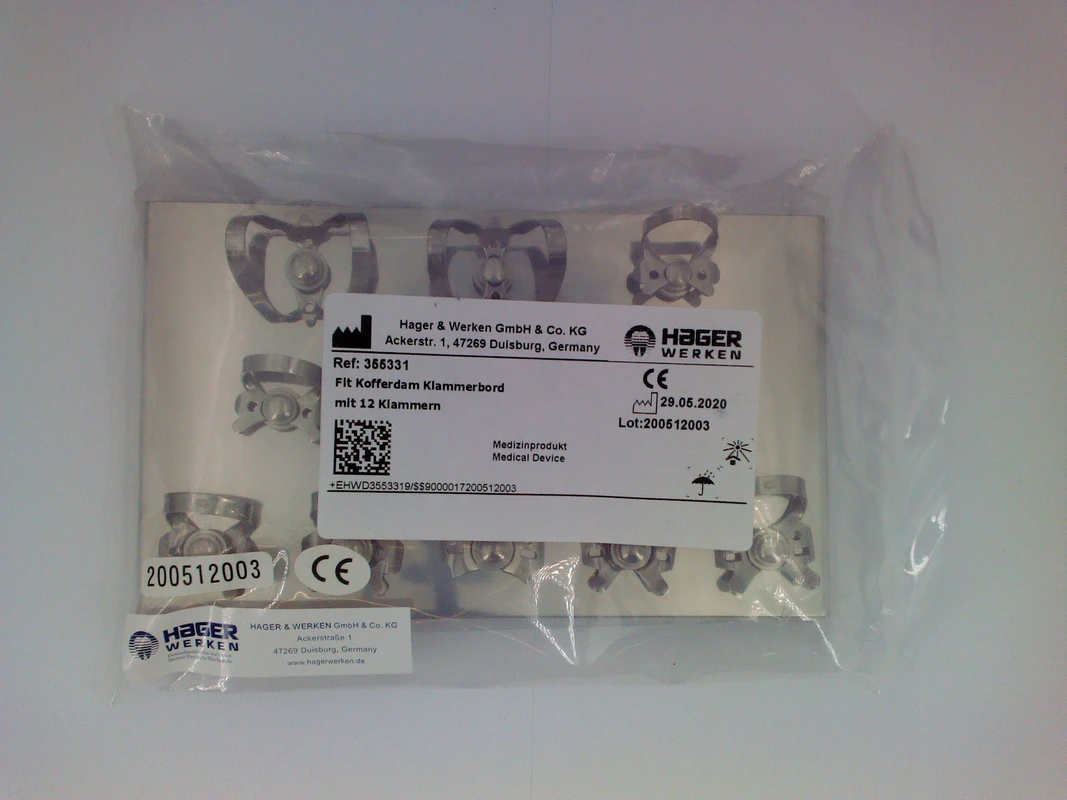 Hager & Werken GmbH & Co. KG
Ackerstr. 1, 47269 Duisburg, Germany
HAGER
WERKEN
Ref: 355331
Fit Kofferdam Klammerbord
mit 12 Klammern
CE
29.05.2020
Lot:200512003
Medizinprodukt
Medical Device
+EHWD3553319/$$9000017200512003
200512003
CE
HAGER
WERKEN
HAGER & WERKEN GmbH & Co. KG
Ackerstraße 1
47269 Duisburg, Germany
www.hagerwerken.de